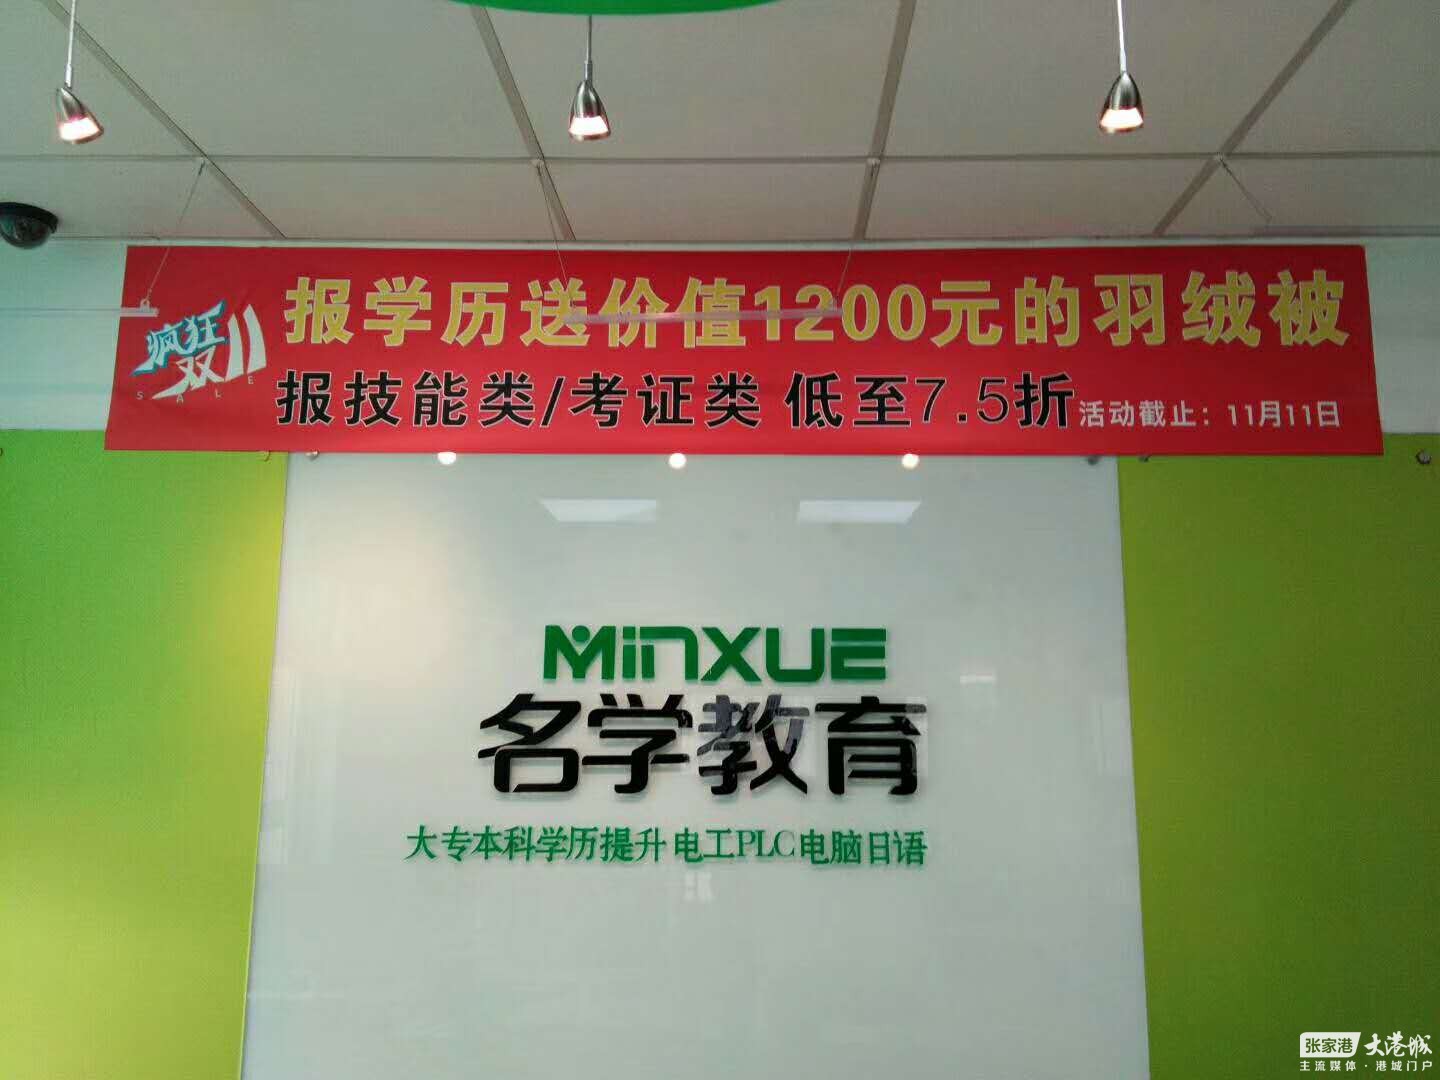 疯狂
双11
SALE
报学历送价值1200元的羽绒被
报技能类/考证类 低至7.5折
活动截止：11月11日
MINXUE
名学教育
大专本科学历提升 电工PLC电脑日语
张家港 大港城
主流媒体·港城门户